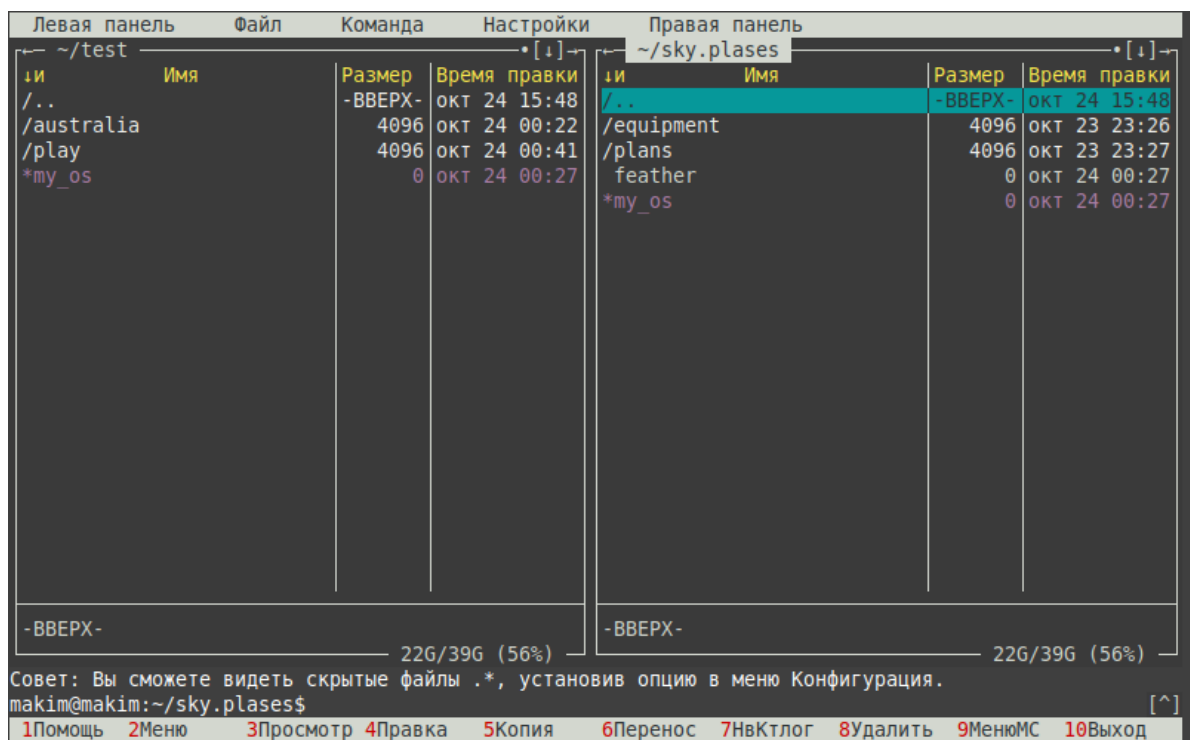 Левая панель Файл Команда Настройки Правая панель
←— ~/test •[↓]→ ←— ~/sky.plases •[↓]→
↓и Имя Размер Время правки ↓и Имя Размер Время правки
/.. -ВВЕРХ- окт 24 15:48 /.. -ВВЕРХ- окт 24 15:48
/australia 4096 окт 24 00:22 /equipment 4096 окт 23 23:26
/play 4096 окт 24 00:41 /plans 4096 окт 23 23:27
*my_os 0 окт 24 00:27 feather 0 окт 24 00:27
*my_os 0 окт 24 00:27
-ВВЕРХ- -ВВЕРХ-
22G/39G (56%) 22G/39G (56%)
Совет: Вы сможете видеть скрытые файлы .*, установив опцию в меню Конфигурация.
makim@makim:~/sky.plases$ [^]
1Помощь 2Меню 3Просмотр 4Правка 5Копия 6Перенос 7НвКтлог 8Удалить 9МенюМС 10Выход